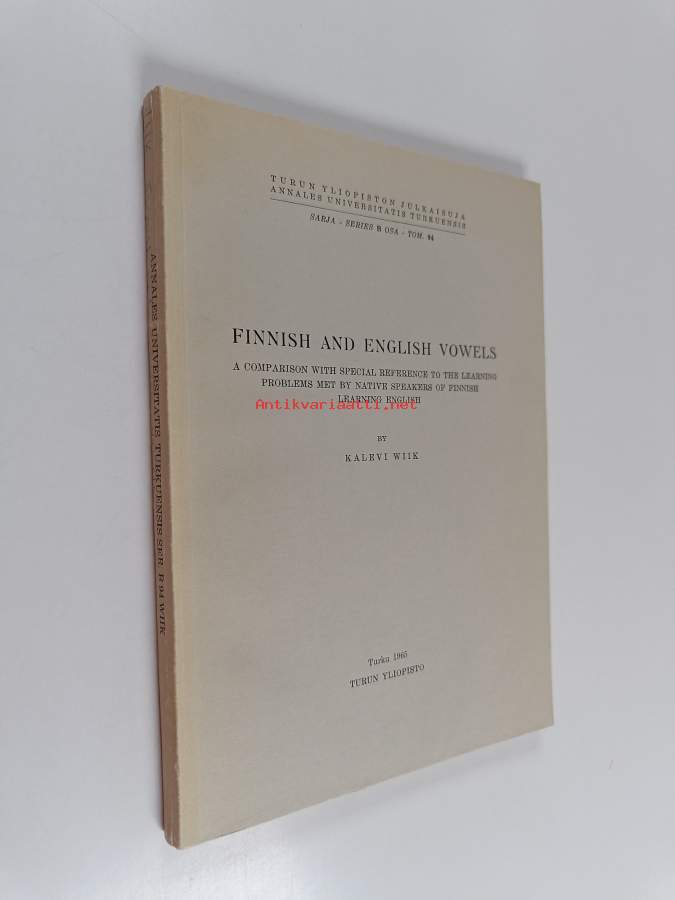 TURUN YLIOPISTON JULKAISUJA
ANNALES UNIVERSITATIS TURKUENSIS
SARJA - SERIES B OSA - TOM. 94
FINNISH AND ENGLISH VOWELS
A COMPARISON WITH SPECIAL REFERENCE TO THE LEARNING
PROBLEMS MET BY NATIVE SPEAKERS OF FINNISH
LEARNING ENGLISH
Antikvariaatti.net
BY
KALEVI WIIK
Turku 1965
TURUN YLIOPISTO
ANNALES UNIVERSITATIS TURKUENSIS SER. B 94 WIIK